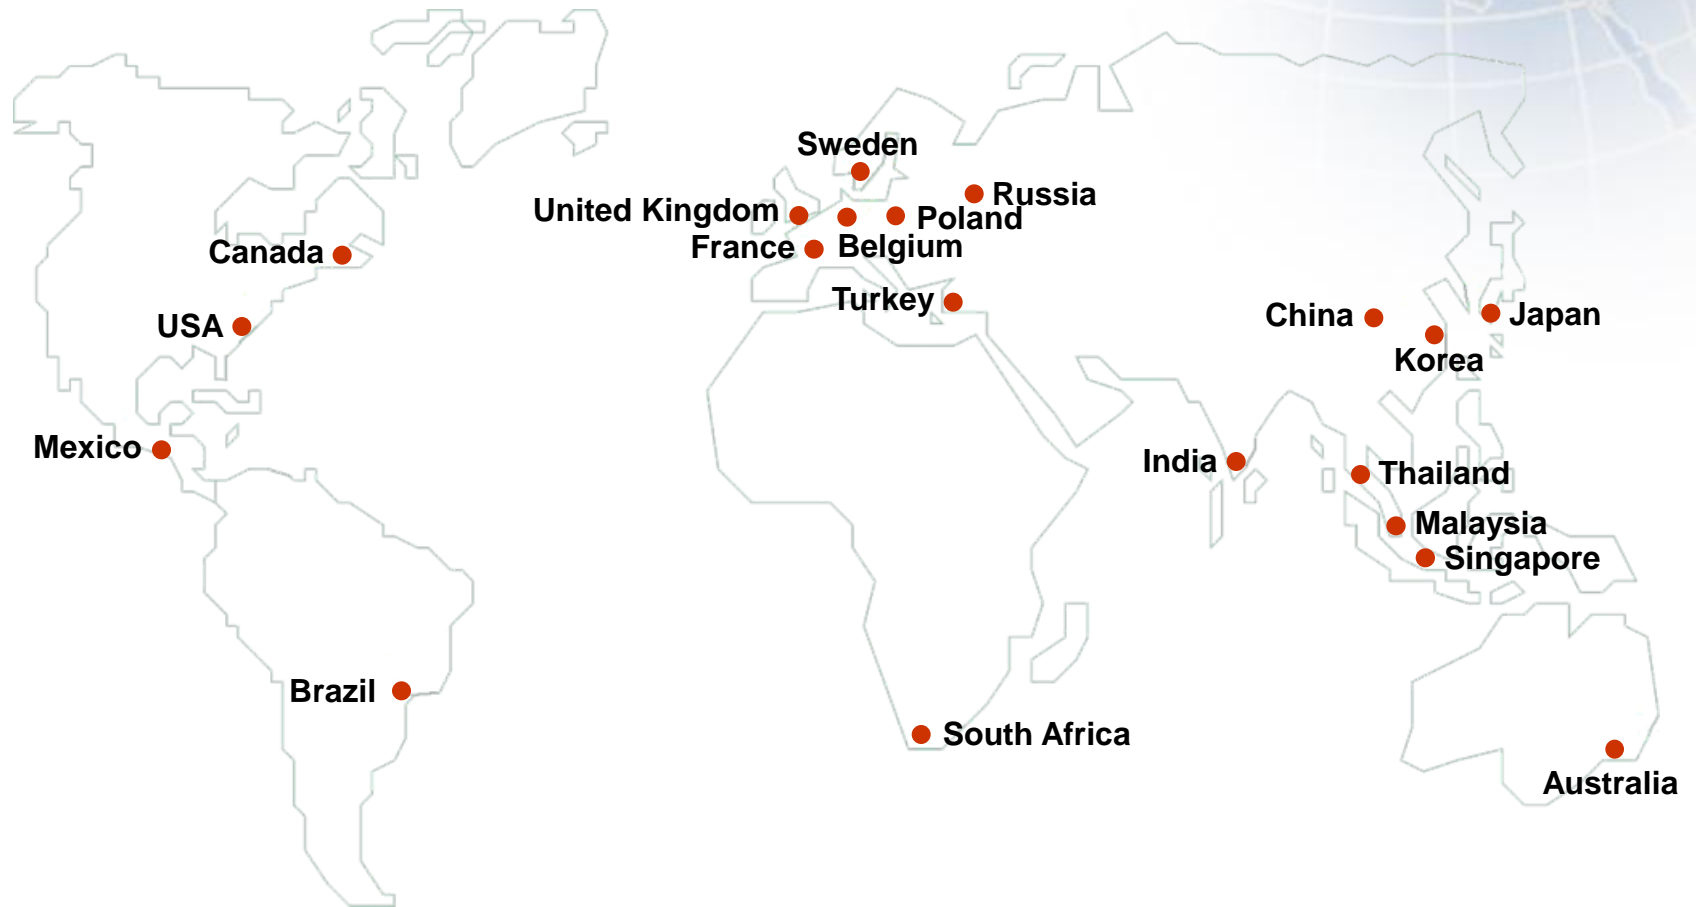 Sweden
Russia
United Kingdom
Poland
France
Belgium
Canada
Turkey
China
Japan
USA
Korea
Mexico
India
Thailand
Malaysia
Singapore
Brazil
South Africa
Australia